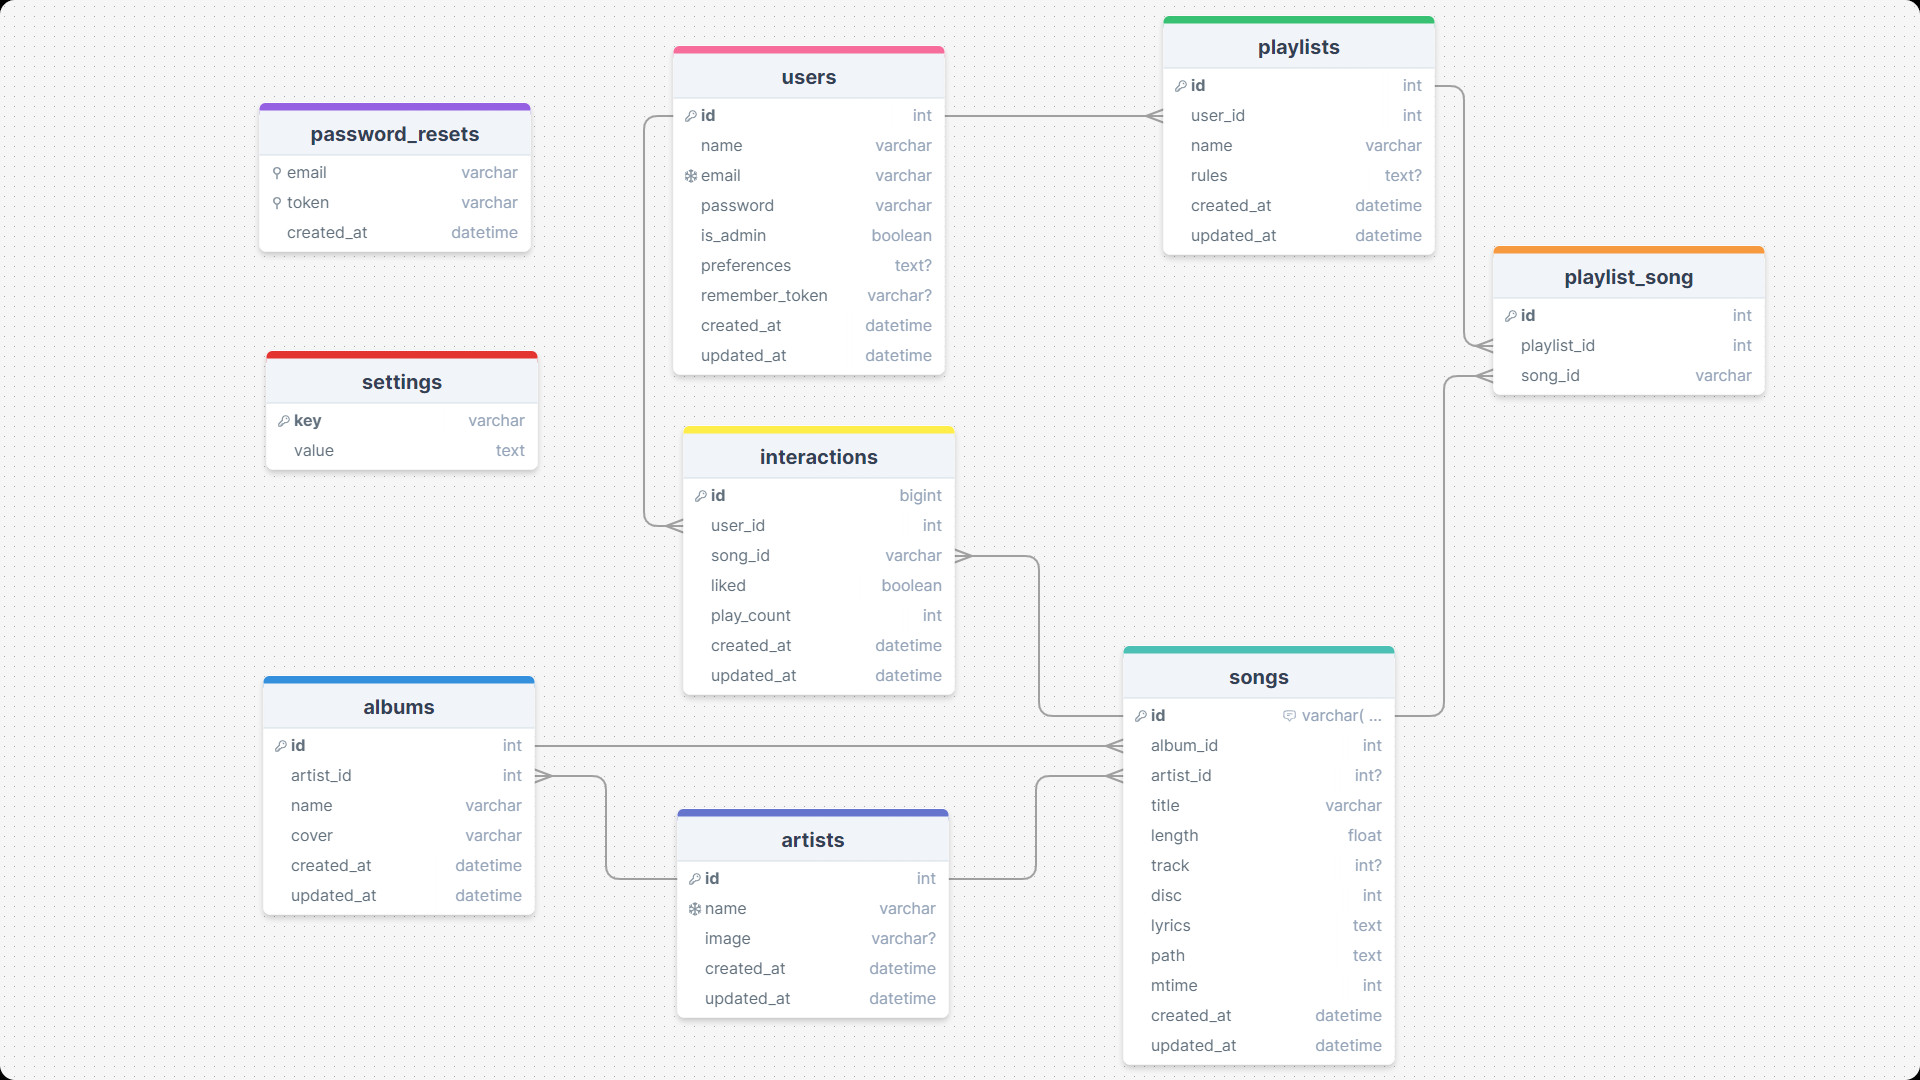 password_resets
email varchar
token varchar
created_at datetime
settings
key varchar
value text
albums
id int
artist_id int
name varchar
cover varchar
created_at datetime
updated_at datetime
users
id int
name varchar
email varchar
password varchar
is_admin boolean
preferences text?
remember_token varchar?
created_at datetime
updated_at datetime
interactions
id bigint
user_id int
song_id varchar
liked boolean
play_count int
created_at datetime
updated_at datetime
artists
id int
name varchar
image varchar?
created_at datetime
updated_at datetime
playlists
id int
user_id int
name varchar
rules text?
created_at datetime
updated_at datetime
songs
id varchar( ...
album_id int
artist_id int?
title varchar
length float
track int?
disc int
lyrics text
path text
mtime int
created_at datetime
updated_at datetime
playlist_song
id int
playlist_id int
song_id varchar